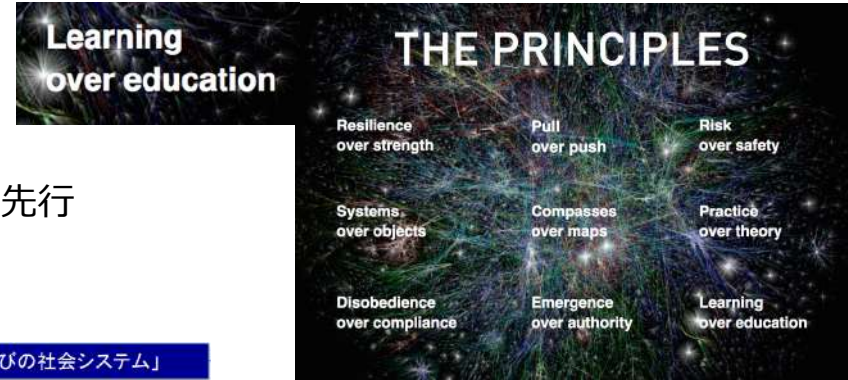 Learning
over education
THE PRINCIPLES
Resilience
over strength
Pull
over push
Risk
over safety
Systems
over objects
Compasses
over maps
Practice
over theory
Disobedience
over compliance
Emergence
over authority
Learning
over education
先行
びの社会システム」